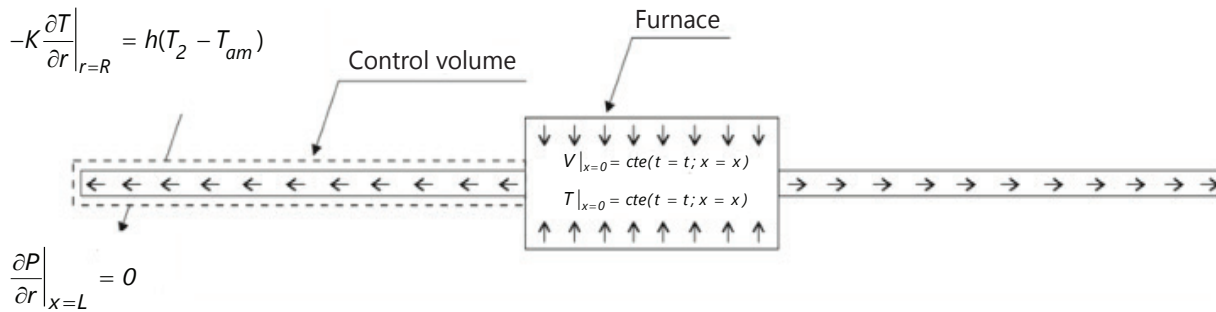 Furnace
-K ∂T/∂r|r=R = h(T2 − Tam)
Control volume
V|x=0 = cte(t = t; x = x)
T|x=0 = cte(t = t; x = x)
∂P/∂r|x=L = 0